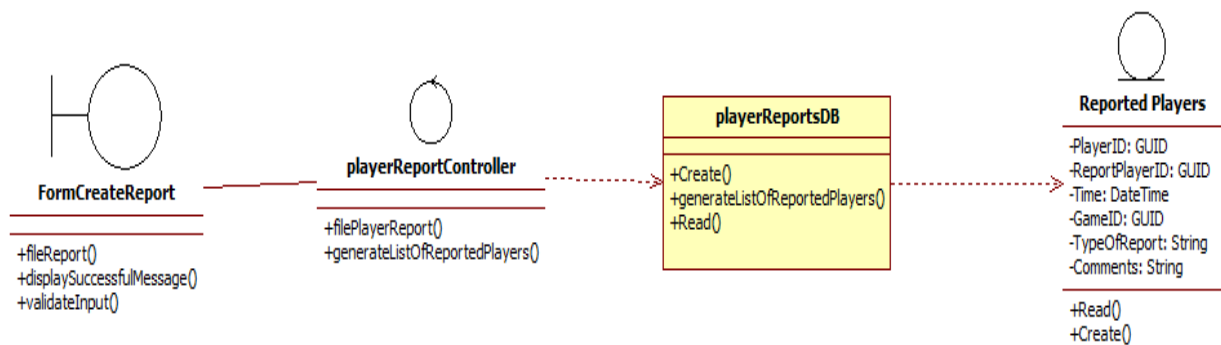 FormCreateReport
+fileReport()
+displaySuccessfulMessage()
+validateInput()
playerReportController
+filePlayerReport()
+generateListOfReportedPlayers()
playerReportsDB
+Create()
+generateListOfReportedPlayers()
+Read()
Reported Players
-PlayerID: GUID
-ReportPlayerID: GUID
-Time: DateTime
-GameID: GUID
-TypeOfReport: String
-Comments: String
+Read()
+Create()